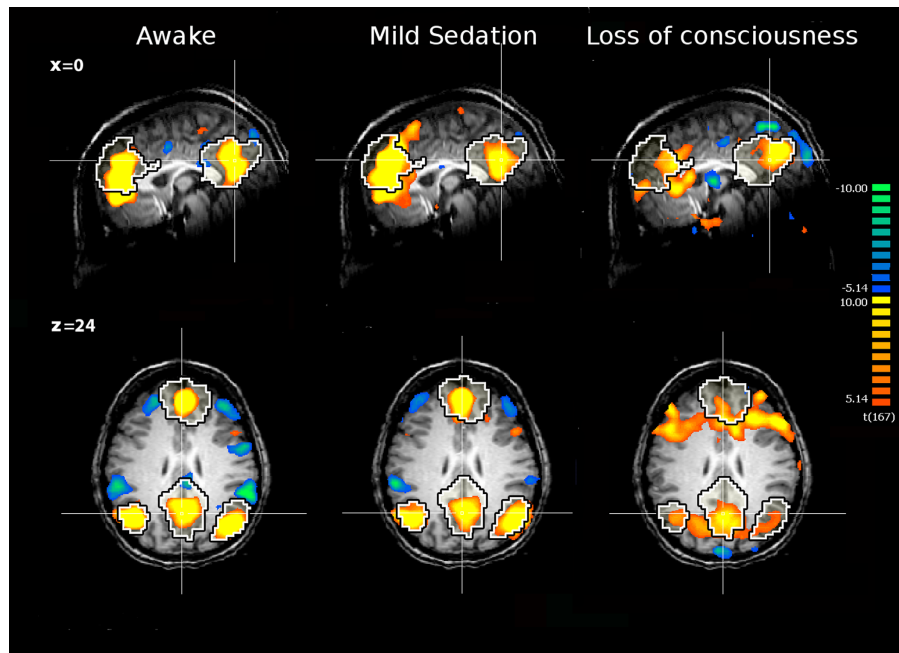 Awake
Mild Sedation
Loss of consciousness
x=0
-10.00
-5.14
10.00
5.14
t(167)
z=24